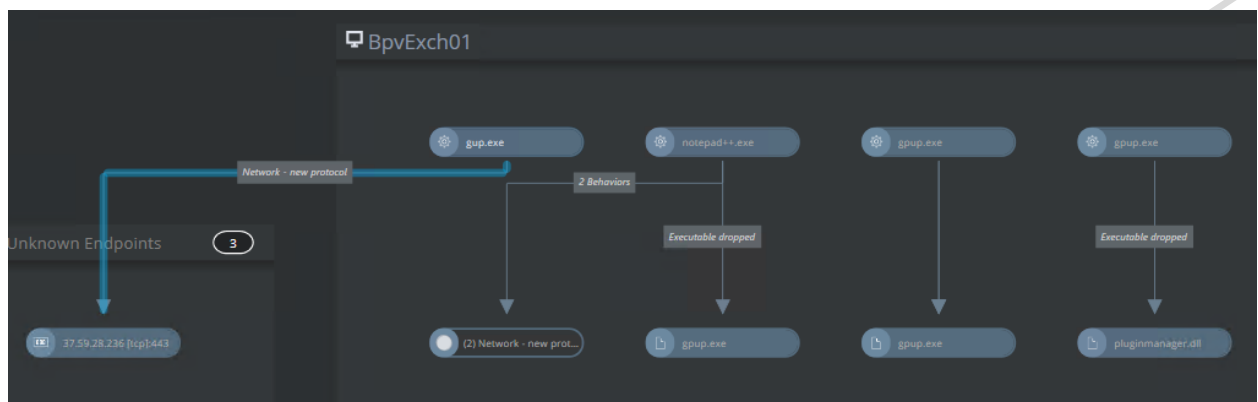 BpvExch01
gup.exe
notepad++.exe
gpup.exe
gpup.exe
Network - new protocol
2 Behaviors
Unknown Endpoints
3
Executable dropped
Executable dropped
37.59.28.236 [tcp]:443
(2) Network - new prot...
gpup.exe
gpup.exe
pluginmanager.dll